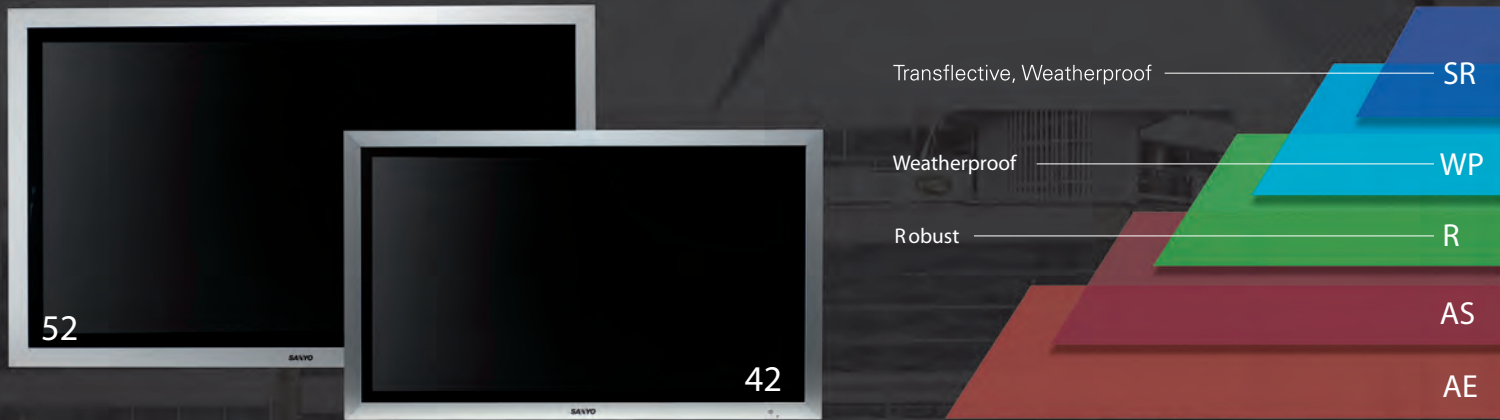 52
SANYO
42
SANYO
Transflective, Weatherproof SR
Weatherproof WP
Robust R
AS
AE